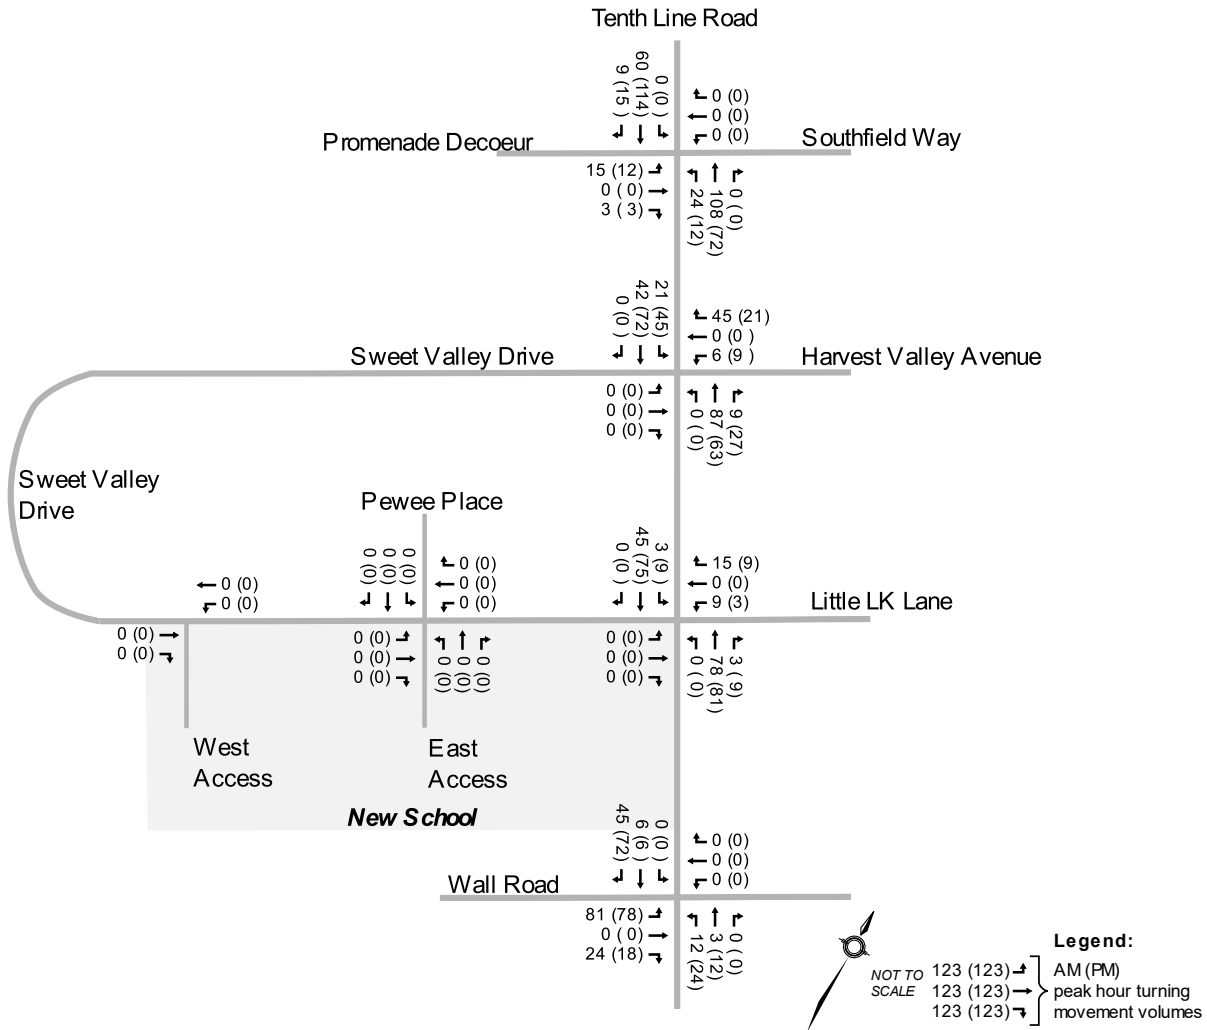 Tenth Line Road
9 (15 )
60 (114)
0 (0 )
0 (0)
0 (0)
0 (0)
Promenade Decoeur
Southfield Way
15 (12)
0 ( 0)
3 ( 3)
24 (12)
108 (72)
0 ( 0)
0 (0 )
42 (72)
21 (45)
45 (21)
0 (0 )
6 (9 )
Sweet Valley Drive
Harvest Valley Avenue
0 (0)
0 (0)
0 (0)
0 ( 0)
87 (63)
9 (27)
Sweet Valley
Drive
Pewee Place
0 (0)
0 (0)
0 (0)
0 (0)
0 (0)
0 (0)
0 (0 )
45 (75)
3 (9 )
15 (9)
0 (0)
9 (3)
0 (0)
0 (0)
Little LK Lane
0 (0)
0 (0)
0 (0)
0 (0)
0 (0)
0 (0)
0 (0)
0 (0)
0 (0)
0 (0)
0 (0)
0 ( 0)
78 (81)
3 ( 9)
West
Access
East
Access
New School
45 (72)
6 (6 )
0 (0 )
0 (0)
0 (0)
0 (0)
Wall Road
81 (78)
0 ( 0)
24 (18)
12 (24)
3 (12)
0 ( 0)
Legend:
NOT TO
SCALE
123 (123)
123 (123)
123 (123)
AM (PM)
peak hour turning
movement volumes